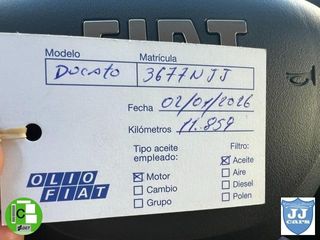 FIAT
Modelo Matrícula
Ducato 3677NJJ
Fecha 02/01/2026
Kilómetros 11.859
Tipo aceite empleado: Filtro:
Motor Aceite
Cambio Aire
Grupo Diesel
Polen
OLIO
FIAT
C
JJ
cars